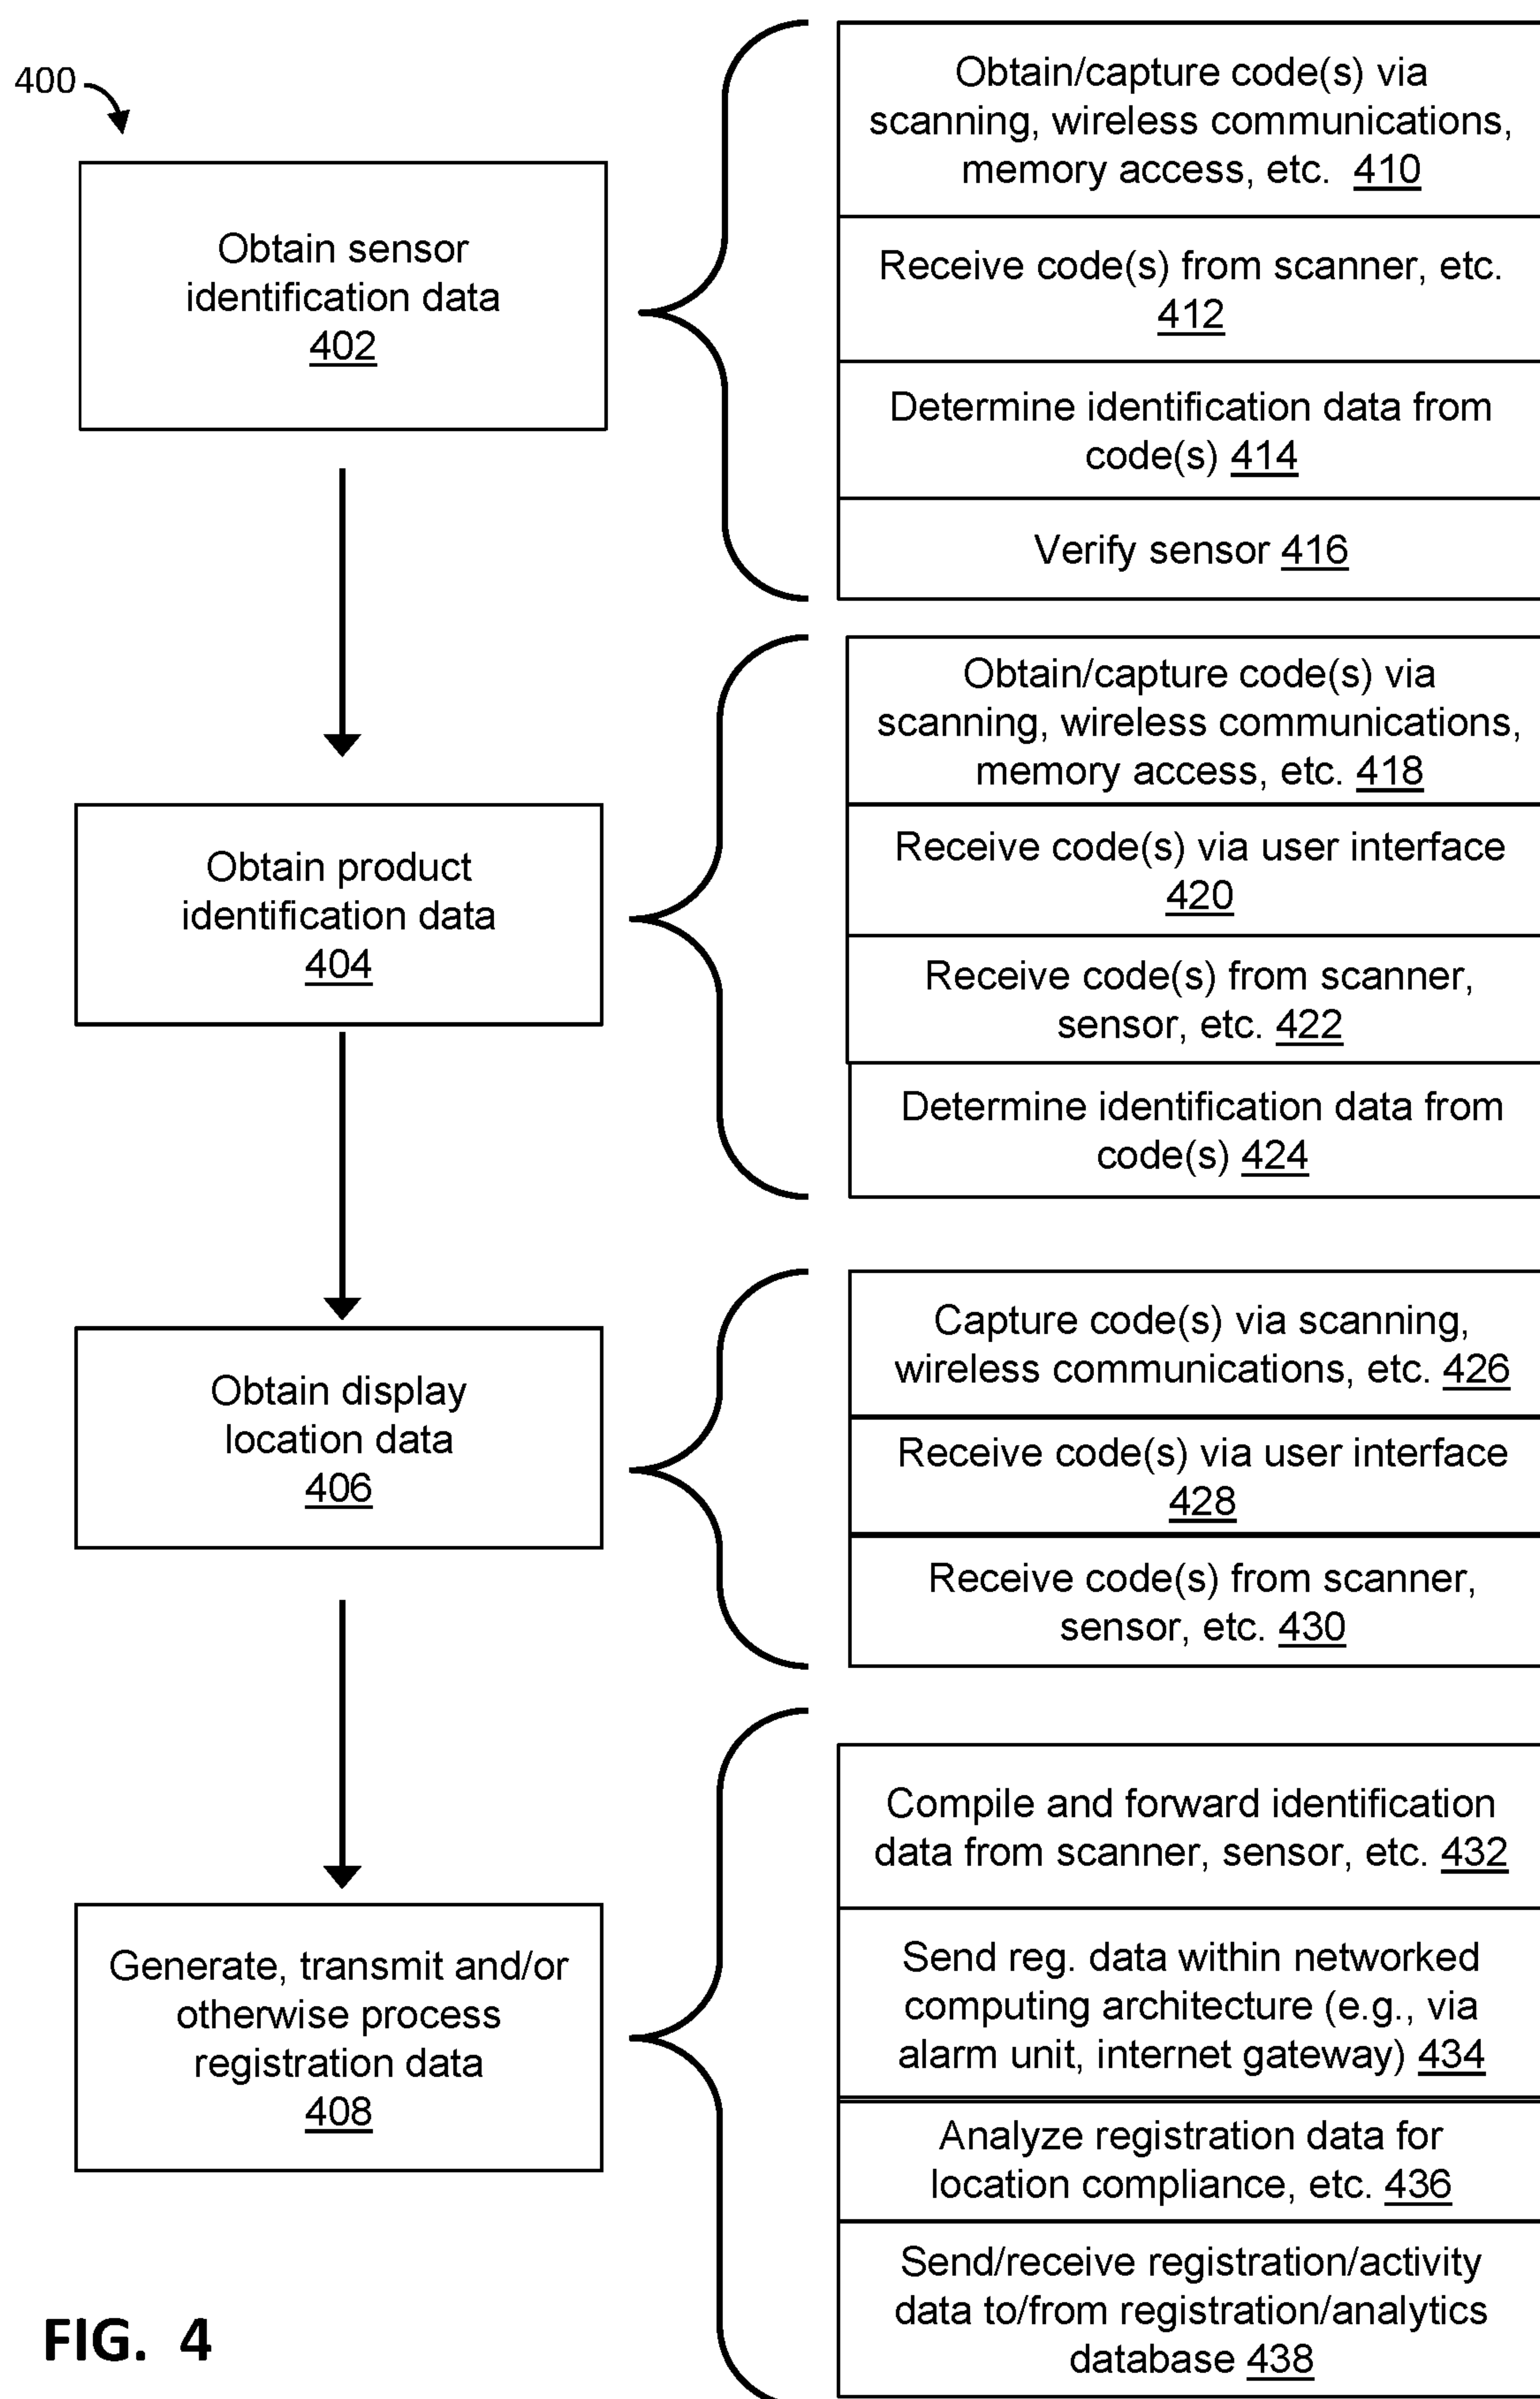 400
Obtain sensor
identification data
402
Obtain/capture code(s) via
scanning, wireless communications,
memory access, etc. 410
Receive code(s) from scanner, etc.
412
Determine identification data from
code(s) 414
Verify sensor 416
Obtain product
identification data
404
Obtain/capture code(s) via
scanning, wireless communications,
memory access, etc. 418
Receive code(s) via user interface
420
Receive code(s) from scanner,
sensor, etc. 422
Determine identification data from
code(s) 424
Obtain display
location data
406
Capture code(s) via scanning,
wireless communications, etc. 426
Receive code(s) via user interface
428
Receive code(s) from scanner,
sensor, etc. 430
Generate, transmit and/or
otherwise process
registration data
408
Compile and forward identification
data from scanner, sensor, etc. 432
Send reg. data within networked
computing architecture (e.g., via
alarm unit, internet gateway) 434
Analyze registration data for
location compliance, etc. 436
Send/receive registration/activity
data to/from registration/analytics
database 438
FIG. 4